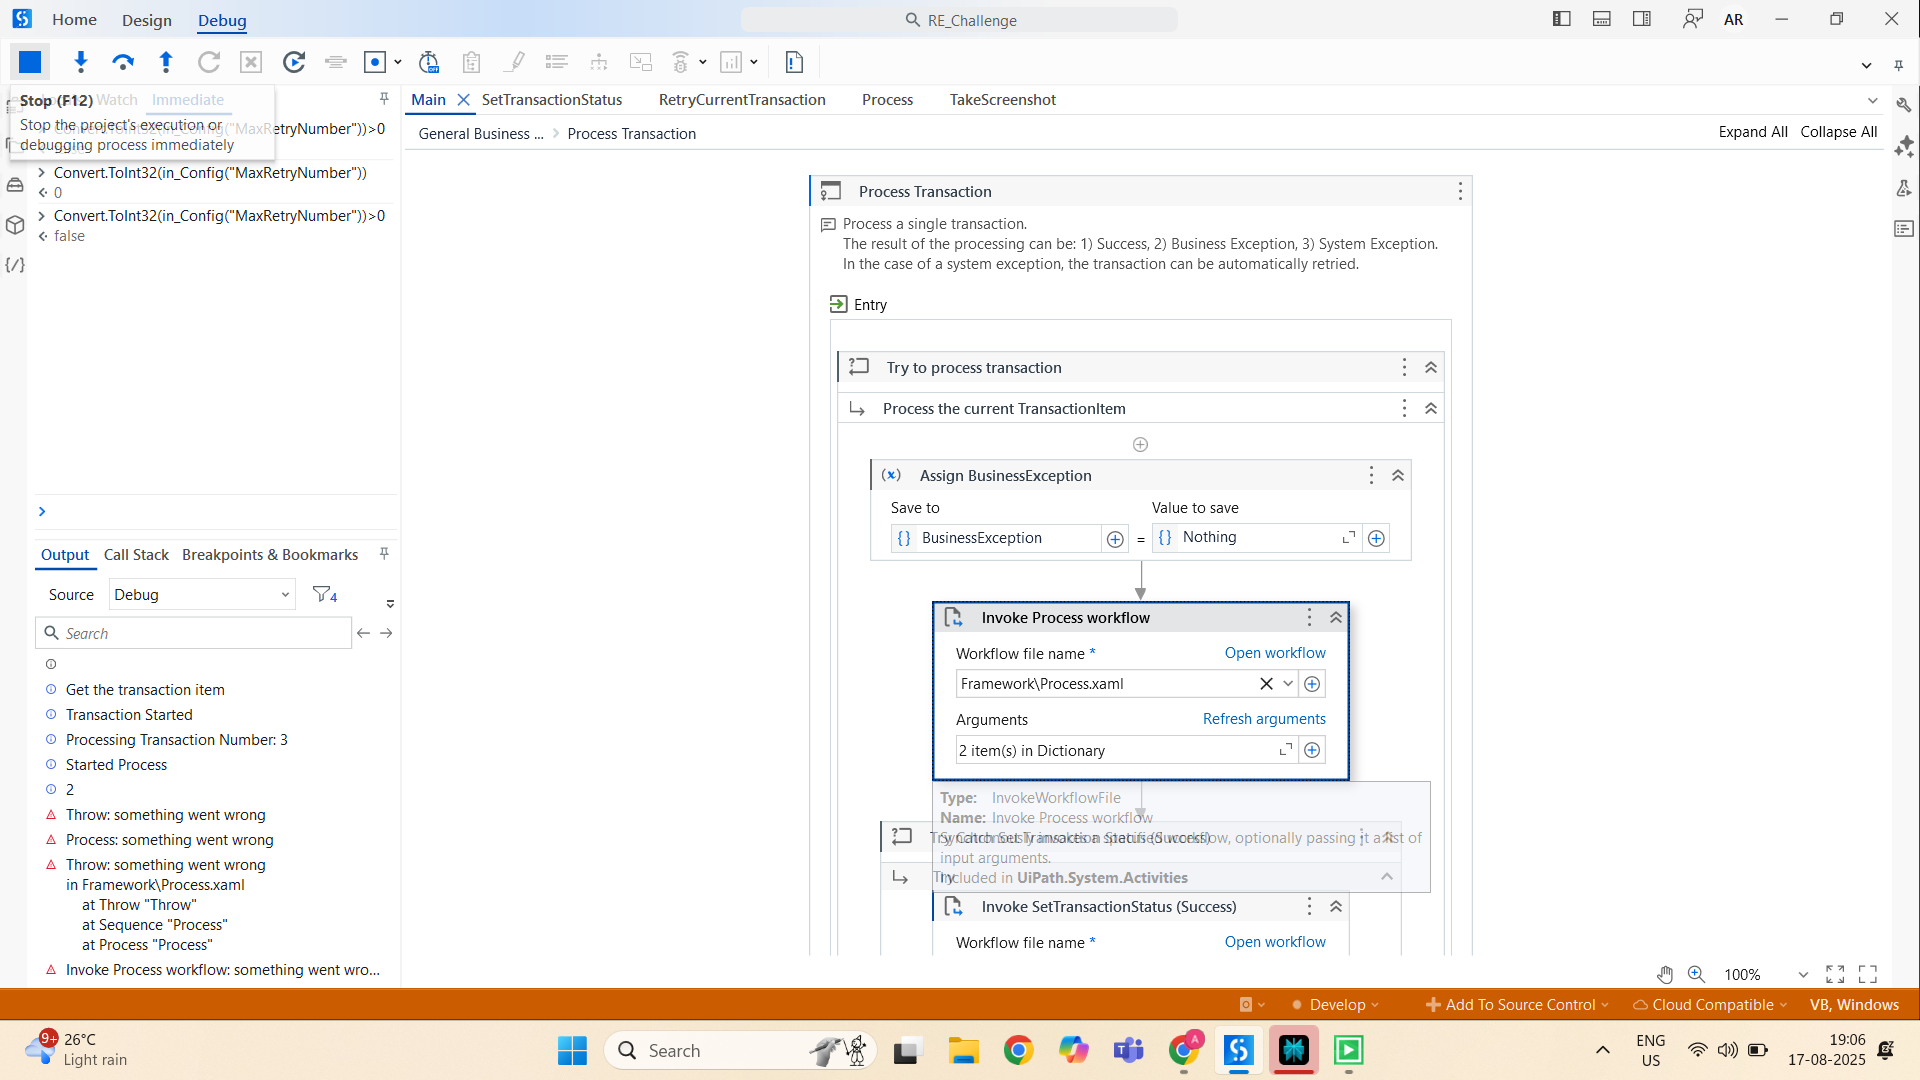 Home
Design
Debug
RE_Challenge
AR
Stop (F12)
Watch
Immediate
Stop the project's execution or
debugging process immediately
("MaxRetryNumber"))>0
Convert.ToInt32(in_Config("MaxRetryNumber"))
0
Convert.ToInt32(in_Config("MaxRetryNumber"))>0
false
Output
Call Stack
Breakpoints & Bookmarks
Source
Debug
4
Search
Get the transaction item
Transaction Started
Processing Transaction Number: 3
Started Process
2
Throw: something went wrong
Process: something went wrong
Throw: something went wrong
in Framework\Process.xaml
at Throw "Throw"
at Sequence "Process"
at Process "Process"
Invoke Process workflow: something went wro...
Main
SetTransactionStatus
RetryCurrentTransaction
Process
TakeScreenshot
General Business ...
Process Transaction
Expand All
Collapse All
Process Transaction
Process a single transaction.
The result of the processing can be: 1) Success, 2) Business Exception, 3) System Exception.
In the case of a system exception, the transaction can be automatically retried.
Entry
Try to process transaction
Process the current TransactionItem
Assign BusinessException
Save to
Value to save
BusinessException
=
Nothing
Invoke Process workflow
Workflow file name *
Open workflow
Framework\Process.xaml
Arguments
Refresh arguments
2 item(s) in Dictionary
Type: InvokeWorkflowFile
Name: Invoke Process workflow
Synchronously invokes a specified workflow, optionally passing it a list of
input arguments.
Included in UiPath.System.Activities
Invoke SetTransactionStatus (Success)
Workflow file name *
Open workflow
100%
Develop
Add To Source Control
Cloud Compatible
VB, Windows
9+
26°C
Light rain
Search
A
ENG
US
19:06
17-08-2025